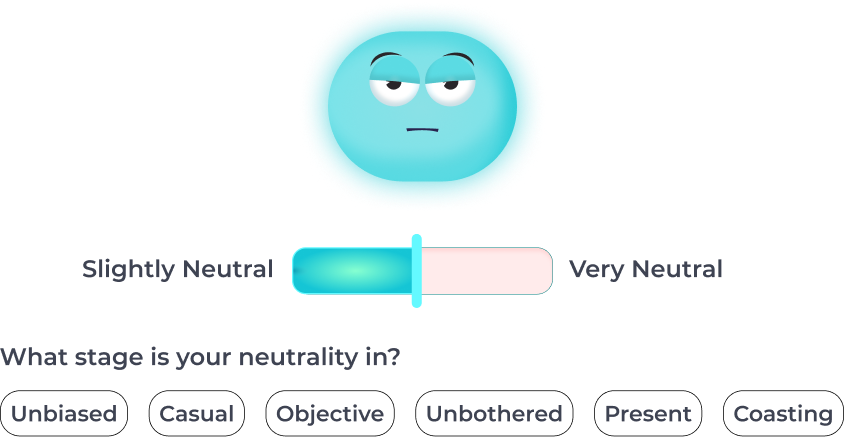 Slightly Neutral Very Neutral
What stage is your neutrality in?
Unbiased Casual Objective Unbothered Present Coasting